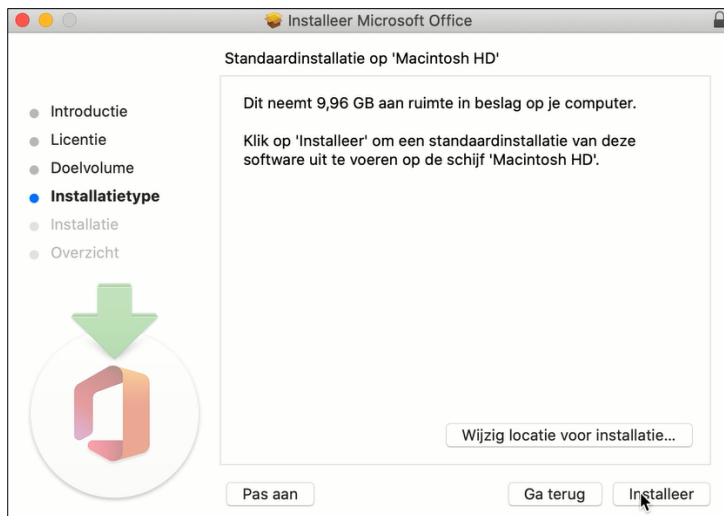 Installeer Microsoft Office
Standaardinstallatie op 'Macintosh HD'
Introductie
Licentie
Doelvolume
Installatietype
Installatie
Overzicht
Dit neemt 9,96 GB aan ruimte in beslag op je computer.
Klik op 'Installeer' om een standaardinstallatie van deze
software uit te voeren op de schijf 'Macintosh HD'.
Wijzig locatie voor installatie...
Pas aan
Ga terug
Installeer